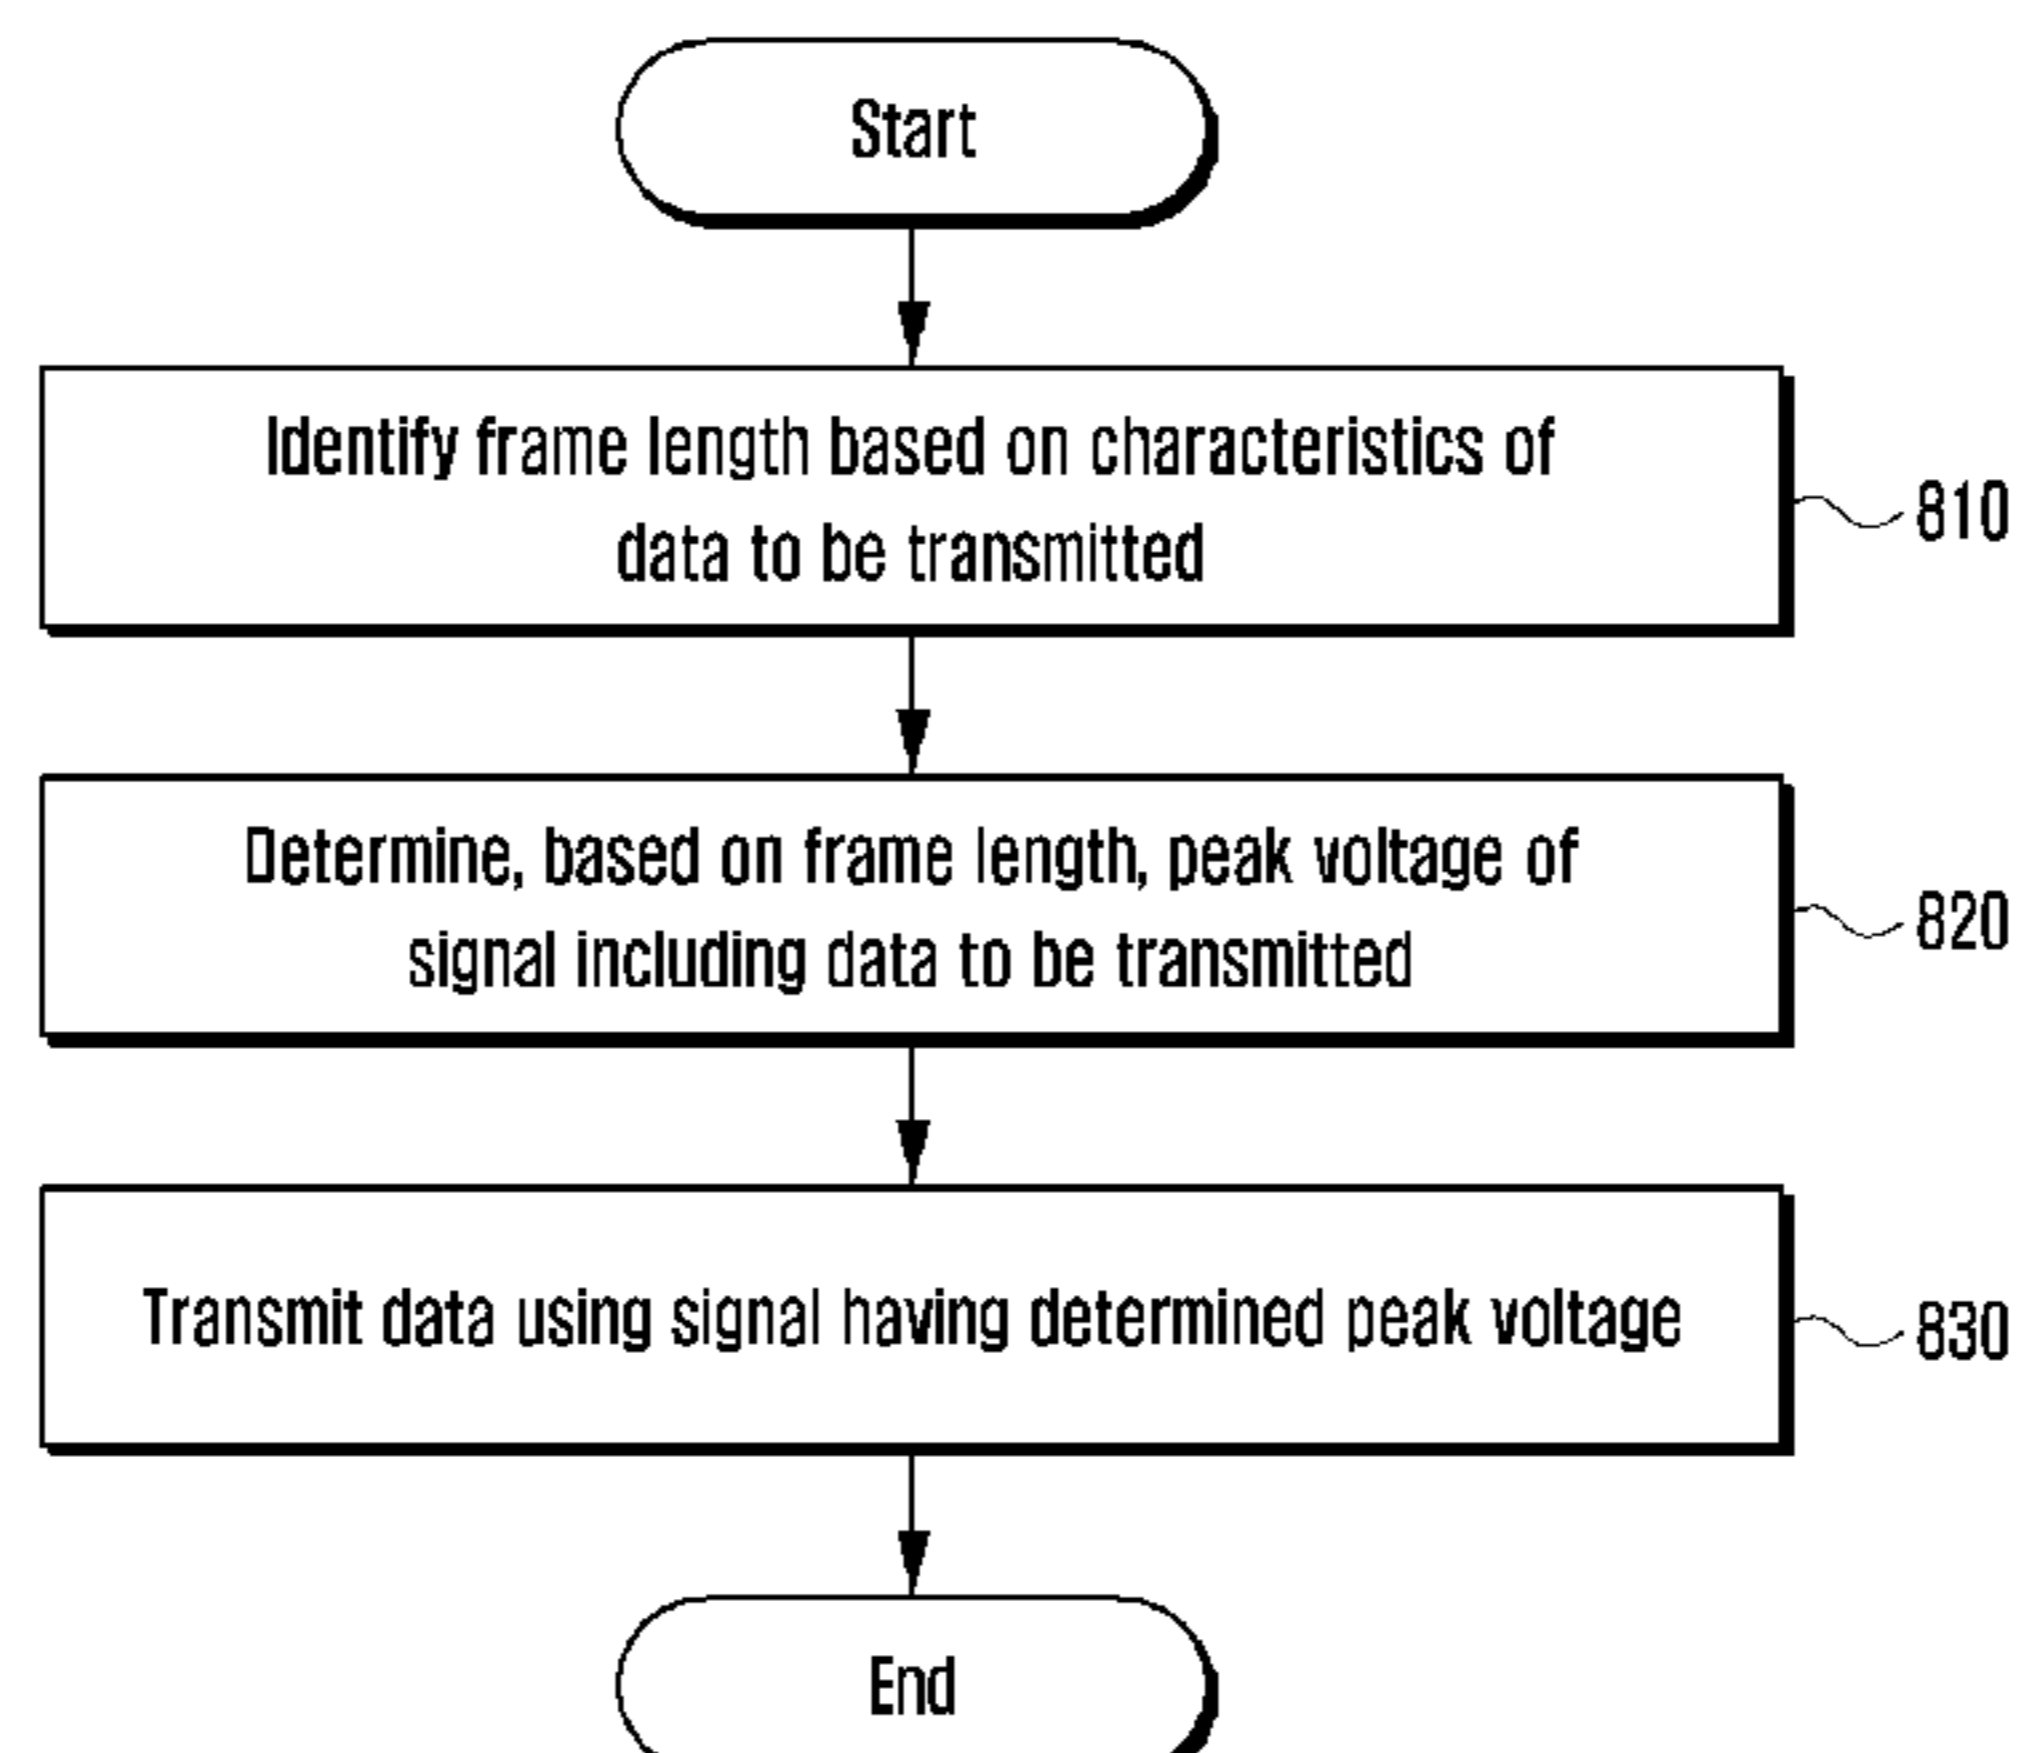 Start
Identify frame length based on characteristics of
data to be transmitted
810
Determine, based on frame length, peak voltage of
signal including data to be transmitted
820
Transmit data using signal having determined peak voltage
830
End